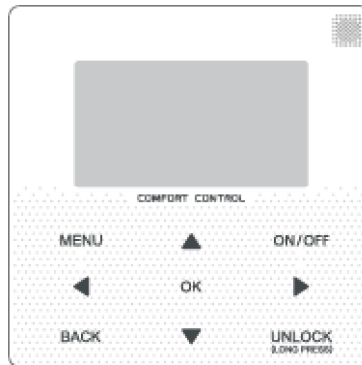 COMFORT CONTROL
MENU
ON/OFF
OK
BACK
UNLOCK
(LONG PRESS)